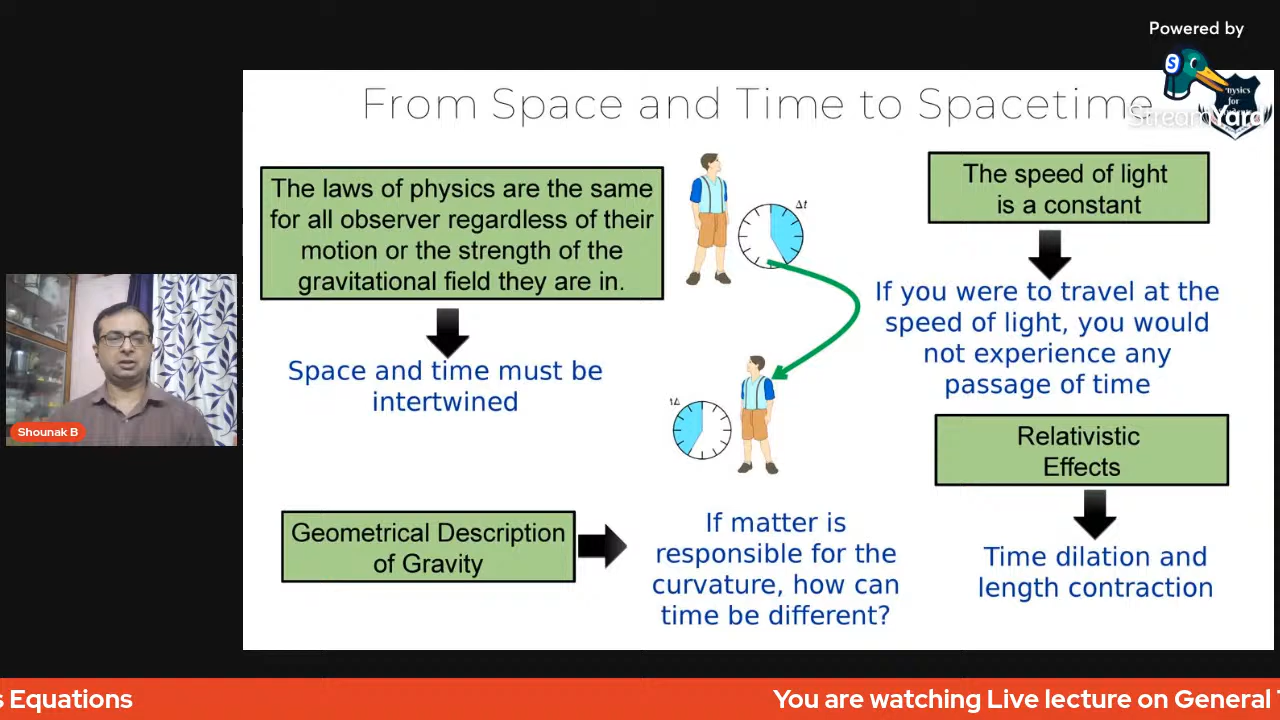 Powered by
S
StreamYard
Physics
for
From Space and Time to Spacetime
The laws of physics are the same
for all observer regardless of their
motion or the strength of the
gravitational field they are in.
Space and time must be
intertwined
Δt
The speed of light
is a constant
If you were to travel at the
speed of light, you would
not experience any
passage of time
Relativistic
Effects
Time dilation and
length contraction
Geometrical Description
of Gravity
If matter is
responsible for the
curvature, how can
time be different?
Shounak B
s Equations
You are watching Live lecture on General